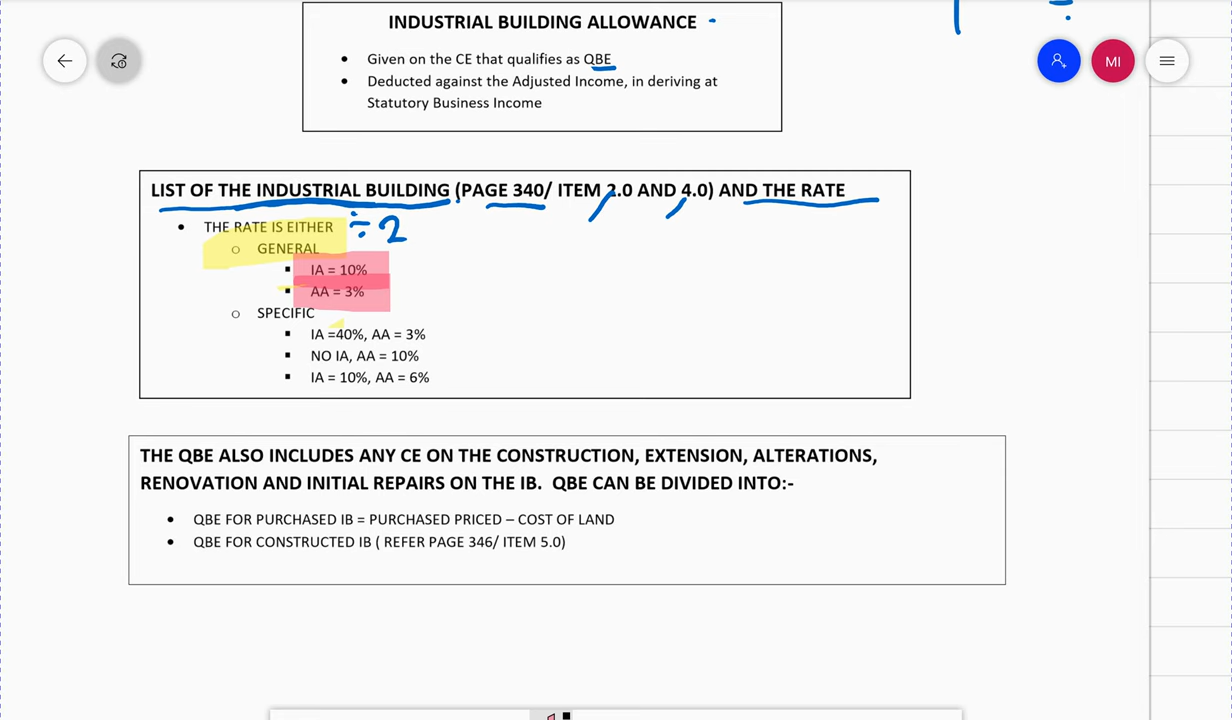 INDUSTRIAL BUILDING ALLOWANCE
• Given on the CE that qualifies as QBE
• Deducted against the Adjusted Income, in deriving at
Statutory Business Income
MI
LIST OF THE INDUSTRIAL BUILDING (PAGE 340/ ITEM 2.0 AND 4.0) AND THE RATE
• THE RATE IS EITHER ÷ 2
o GENERAL
▪ IA = 10%
▪ AA = 3%
o SPECIFIC
▪ IA =40%, AA = 3%
▪ NO IA, AA = 10%
▪ IA = 10%, AA = 6%
THE QBE ALSO INCLUDES ANY CE ON THE CONSTRUCTION, EXTENSION, ALTERATIONS,
RENOVATION AND INITIAL REPAIRS ON THE IB. QBE CAN BE DIVIDED INTO:-
• QBE FOR PURCHASED IB = PURCHASED PRICED – COST OF LAND
• QBE FOR CONSTRUCTED IB ( REFER PAGE 346/ ITEM 5.0)